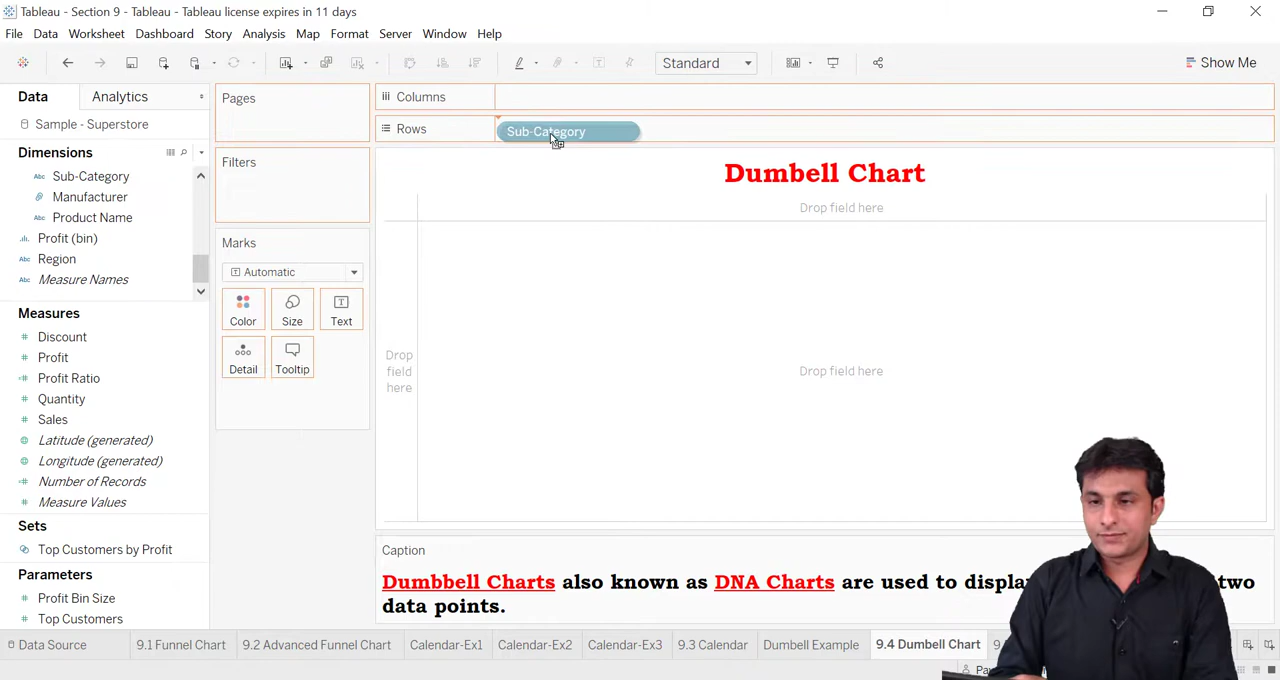 Tableau - Section 9 - Tableau - Tableau license expires in 11 days
File Data Worksheet Dashboard Story Analysis Map Format Server Window Help
Standard
Show Me
Data Analytics
Sample - Superstore
Dimensions
Sub-Category
Manufacturer
Product Name
Profit (bin)
Region
Measure Names
Measures
Discount
Profit
Profit Ratio
Quantity
Sales
Latitude (generated)
Longitude (generated)
Number of Records
Measure Values
Sets
Top Customers by Profit
Parameters
Profit Bin Size
Top Customers
Pages
Filters
Marks
Automatic
Color Size Text
Detail Tooltip
Columns
Rows Sub-Category
Dumbell Chart
Drop field here
Drop
field
here
Drop field here
Caption
Dumbbell Charts also known as DNA Charts are used to two
data points.
Data Source 9.1 Funnel Chart 9.2 Advanced Funnel Chart Calendar-Ex1 Calendar-Ex2 Calendar-Ex3 9.3 Calendar Dumbell Example 9.4 Dumbell Chart